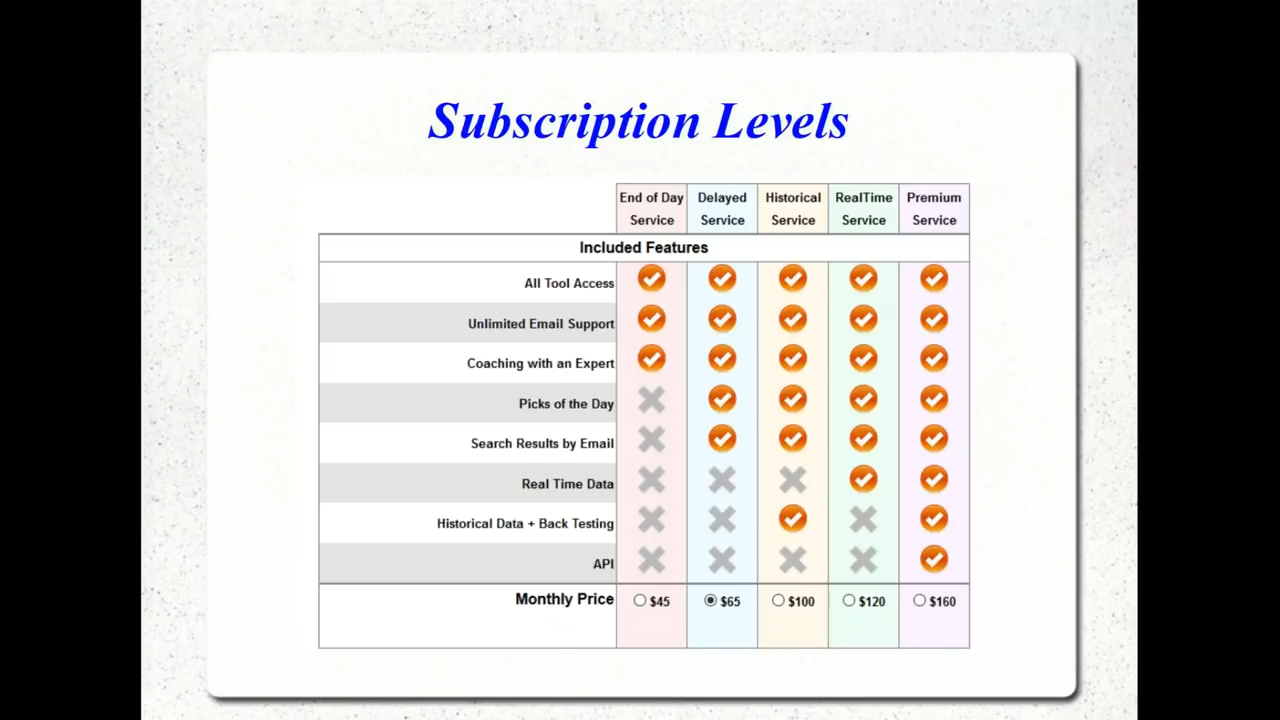 Subscription Levels
End of Day Service
Delayed Service
Historical Service
RealTime Service
Premium Service
Included Features
All Tool Access
Unlimited Email Support
Coaching with an Expert
Picks of the Day
Search Results by Email
Real Time Data
Historical Data + Back Testing
API
Monthly Price $45 $65 $100 $120 $160